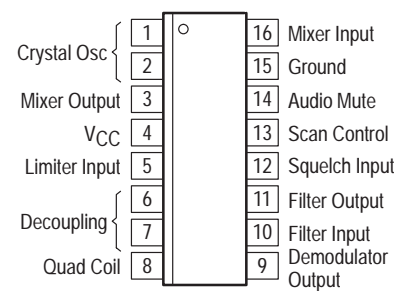 Crystal Osc
Mixer Output
VCC
Limiter Input
Decoupling
Quad Coil
1
2
3
4
5
6
7
8
16
15
14
13
12
11
10
9
Mixer Input
Ground
Audio Mute
Scan Control
Squelch Input
Filter Output
Filter Input
Demodulator
Output